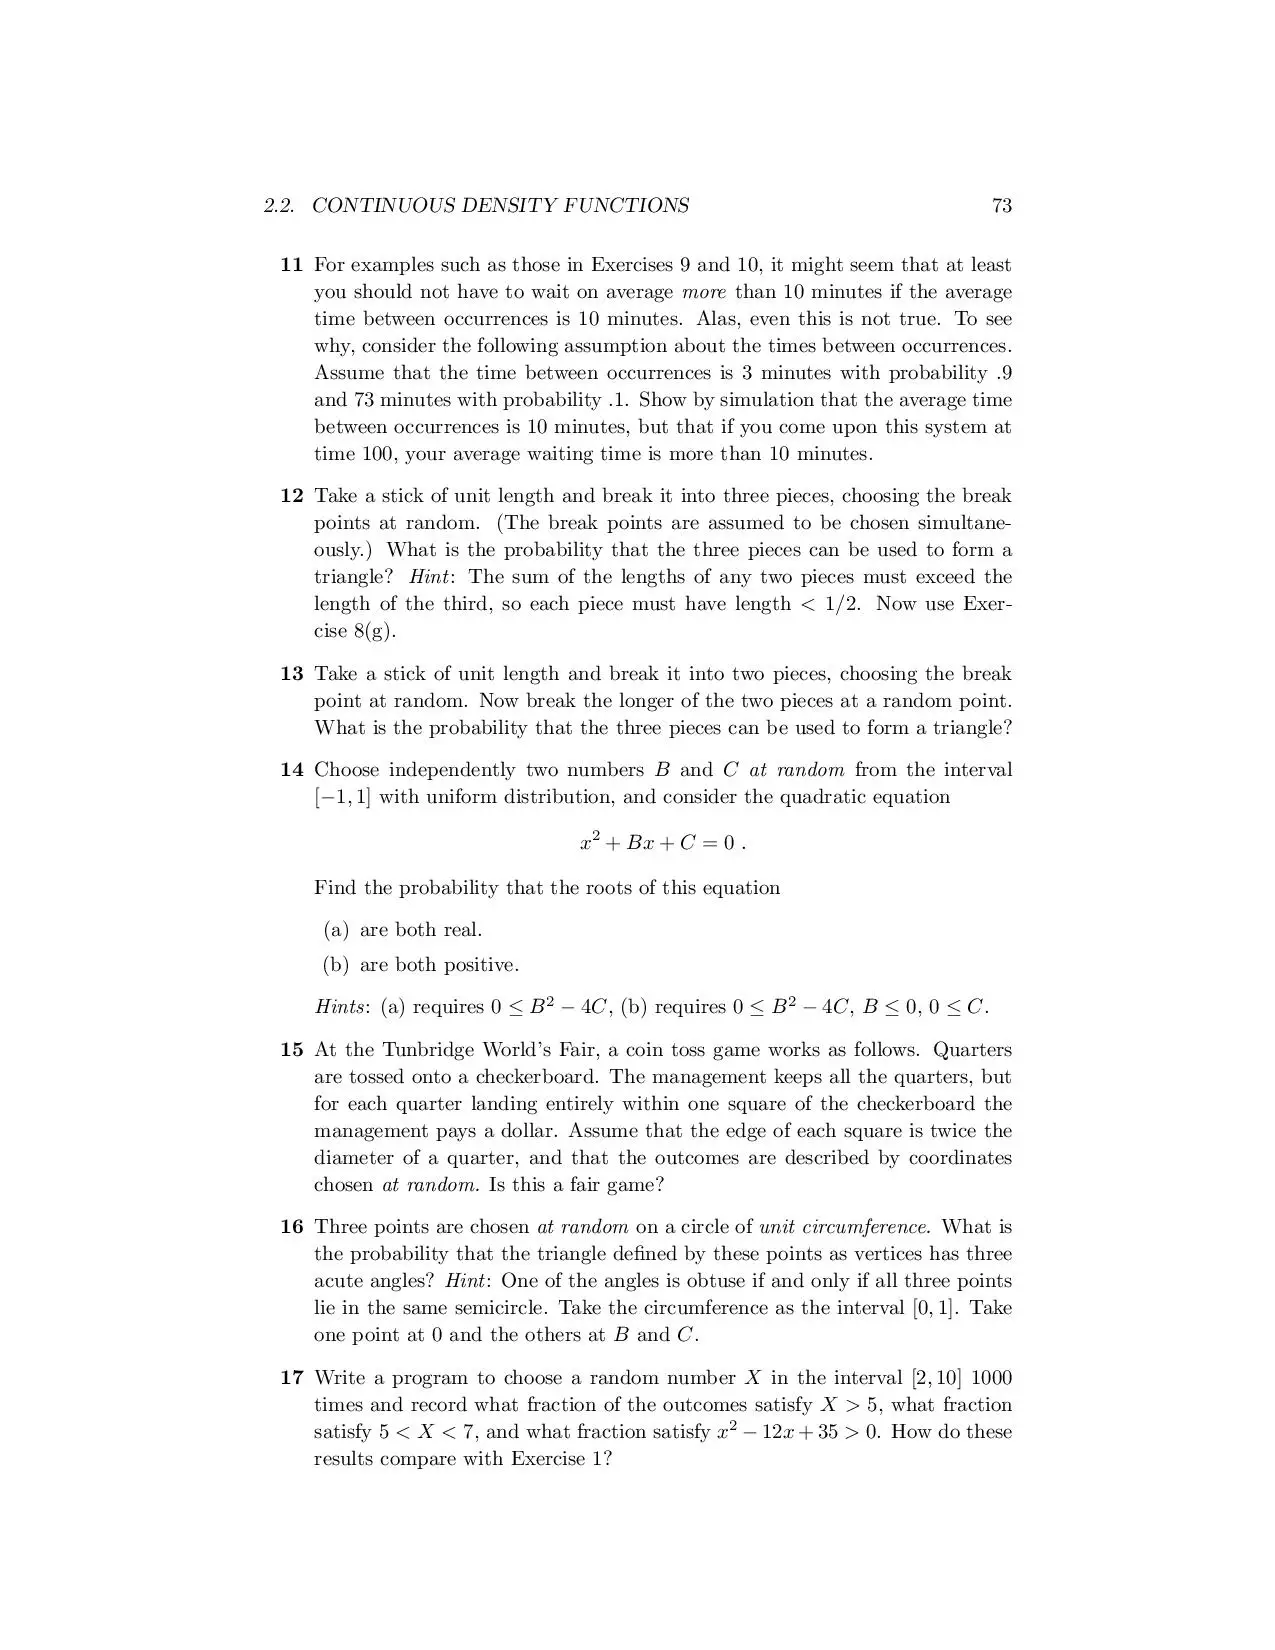 2.2. CONTINUOUS DENSITY FUNCTIONS 73
11 For examples such as those in Exercises 9 and 10, it might seem that at least
you should not have to wait on average more than 10 minutes if the average
time between occurrences is 10 minutes. Alas, even this is not true. To see
why, consider the following assumption about the times between occurrences.
Assume that the time between occurrences is 3 minutes with probability .9
and 73 minutes with probability .1. Show by simulation that the average time
between occurrences is 10 minutes, but that if you come upon this system at
time 100, your average waiting time is more than 10 minutes.
12 Take a stick of unit length and break it into three pieces, choosing the break
points at random. (The break points are assumed to be chosen simultane-
ously.) What is the probability that the three pieces can be used to form a
triangle? Hint: The sum of the lengths of any two pieces must exceed the
length of the third, so each piece must have length < 1/2. Now use Exer-
cise 8(g).
13 Take a stick of unit length and break it into two pieces, choosing the break
point at random. Now break the longer of the two pieces at a random point.
What is the probability that the three pieces can be used to form a triangle?
14 Choose independently two numbers B and C at random from the interval
[−1, 1] with uniform distribution, and consider the quadratic equation
x² + Bx + C = 0 .
Find the probability that the roots of this equation
(a) are both real.
(b) are both positive.
Hints: (a) requires 0 ≤ B² − 4C, (b) requires 0 ≤ B² − 4C, B ≤ 0, 0 ≤ C.
15 At the Tunbridge World's Fair, a coin toss game works as follows. Quarters
are tossed onto a checkerboard. The management keeps all the quarters, but
for each quarter landing entirely within one square of the checkerboard the
management pays a dollar. Assume that the edge of each square is twice the
diameter of a quarter, and that the outcomes are described by coordinates
chosen at random. Is this a fair game?
16 Three points are chosen at random on a circle of unit circumference. What is
the probability that the triangle defined by these points as vertices has three
acute angles? Hint: One of the angles is obtuse if and only if all three points
lie in the same semicircle. Take the circumference as the interval [0, 1]. Take
one point at 0 and the others at B and C.
17 Write a program to choose a random number X in the interval [2, 10] 1000
times and record what fraction of the outcomes satisfy X > 5, what fraction
satisfy 5 < X < 7, and what fraction satisfy x² − 12x + 35 > 0. How do these
results compare with Exercise 1?